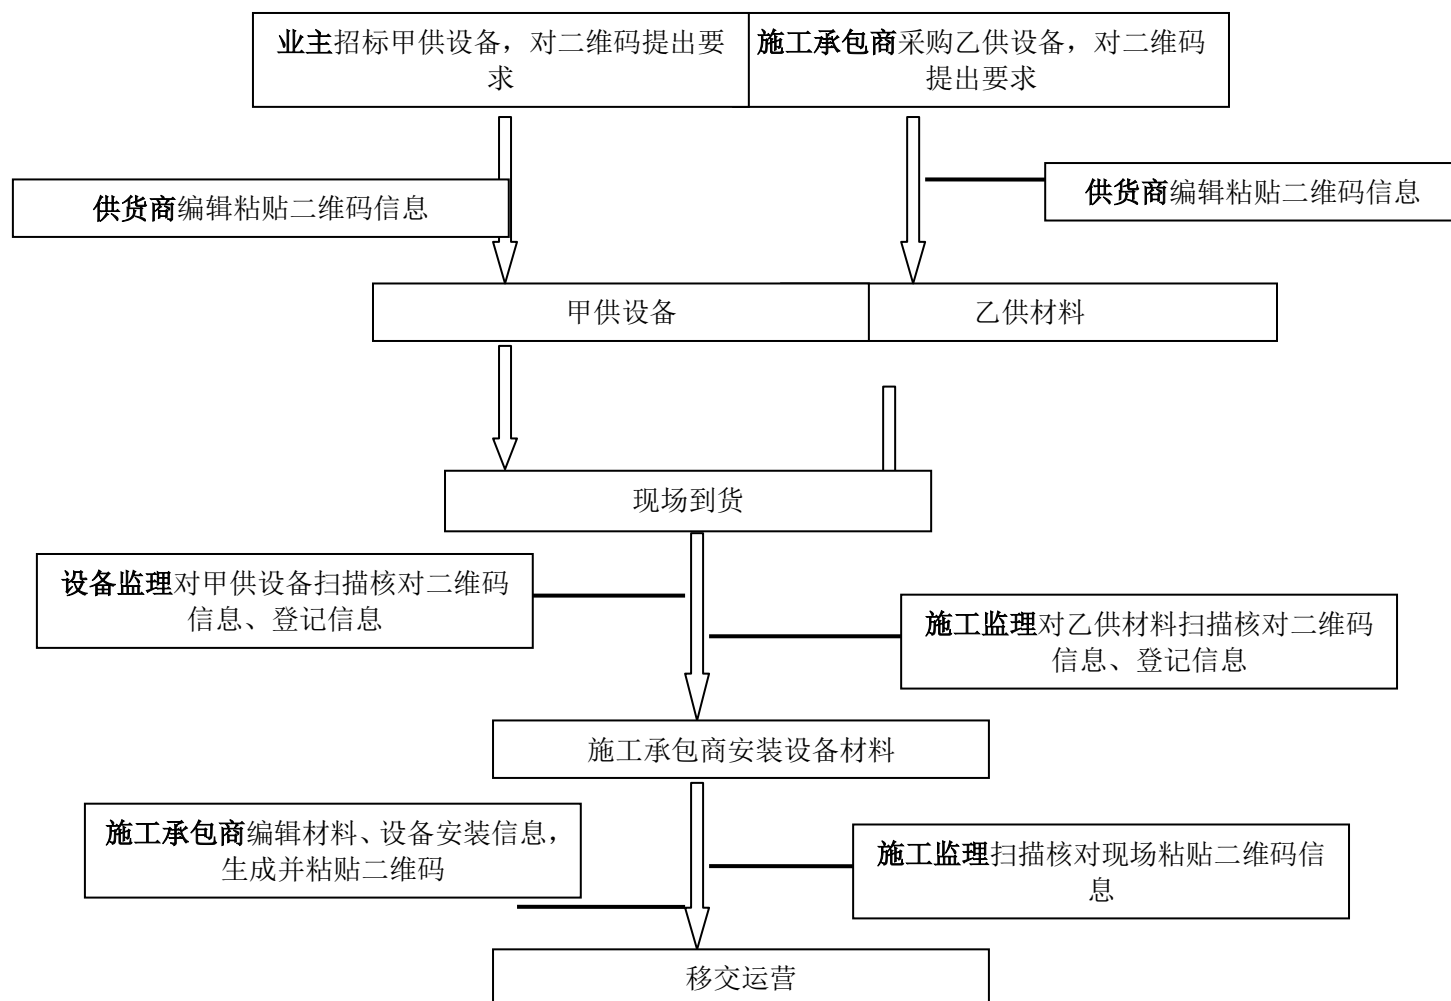 业主招标甲供设备，对二维码提出要
求
施工承包商采购乙供设备，对二维码
提出要求
供货商编辑粘贴二维码信息
供货商编辑粘贴二维码信息
甲供设备
乙供材料
现场到货
设备监理对甲供设备扫描核对二维码
信息、登记信息
施工监理对乙供材料扫描核对二维码
信息、登记信息
施工承包商安装设备材料
施工承包商编辑材料、设备安装信息，
生成并粘贴二维码
施工监理扫描核对现场粘贴二维码信
息
移交运营